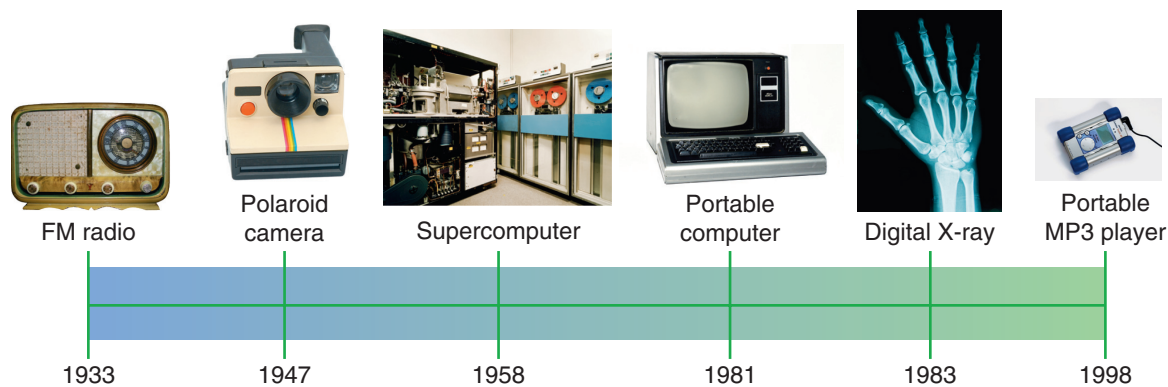 FM radio
Polaroid
camera
Supercomputer
Portable
computer
Digital X-ray
Portable
MP3 player
1933
1947
1958
1981
1983
1998